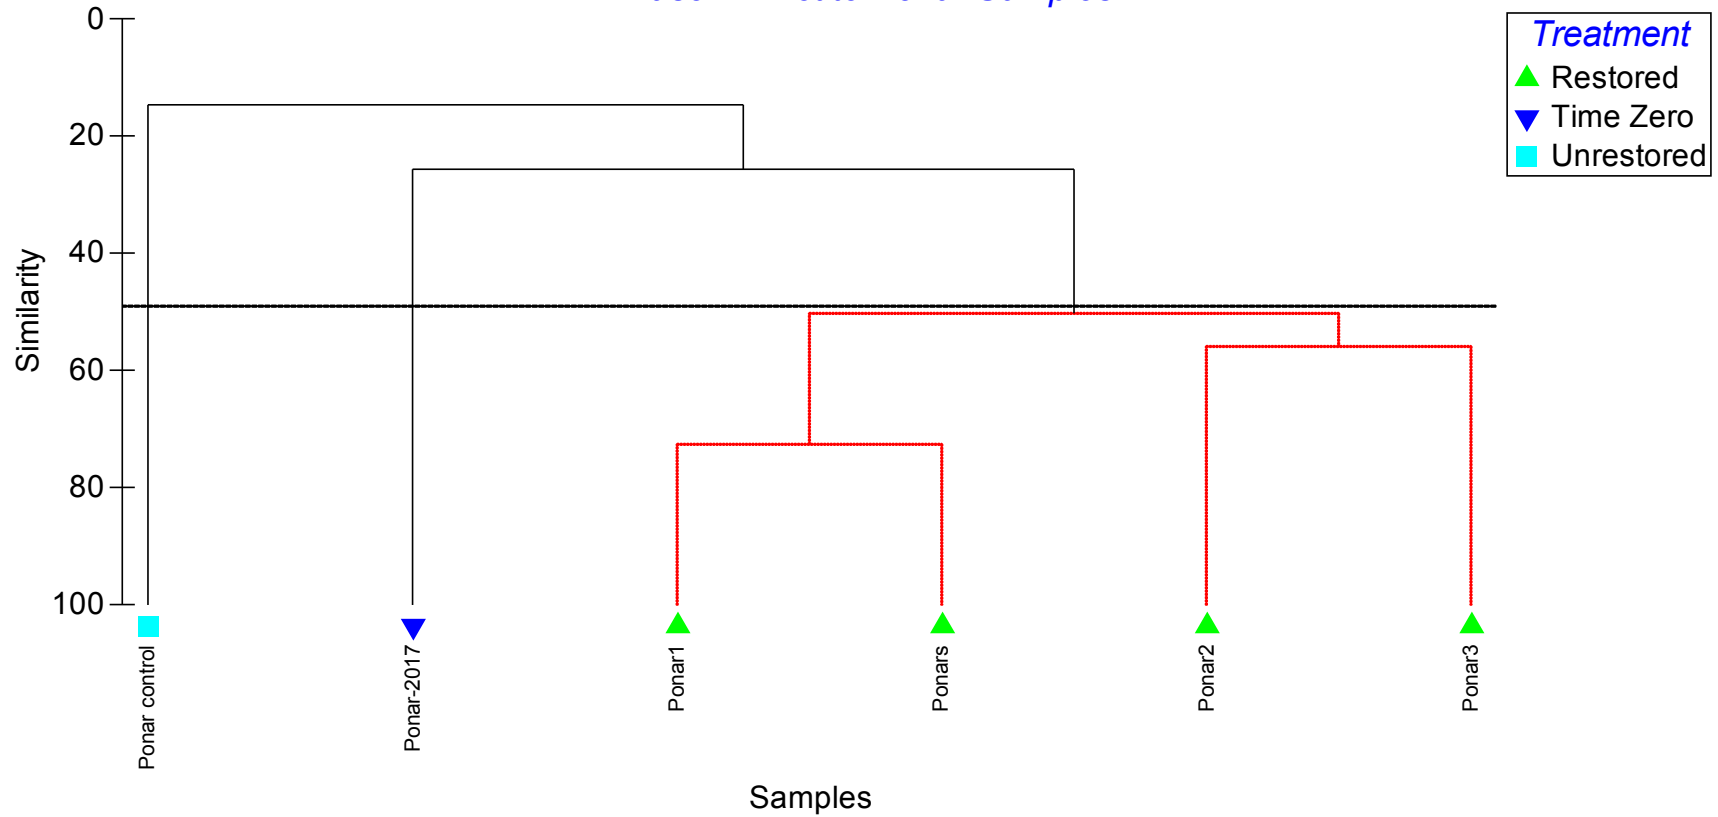 Samples
Treatment
Restored
Time Zero
Unrestored
0
20
40
60
80
100
Similarity
Ponar control
Ponar-2017
Ponar1
Ponars
Ponar2
Ponar3
Samples